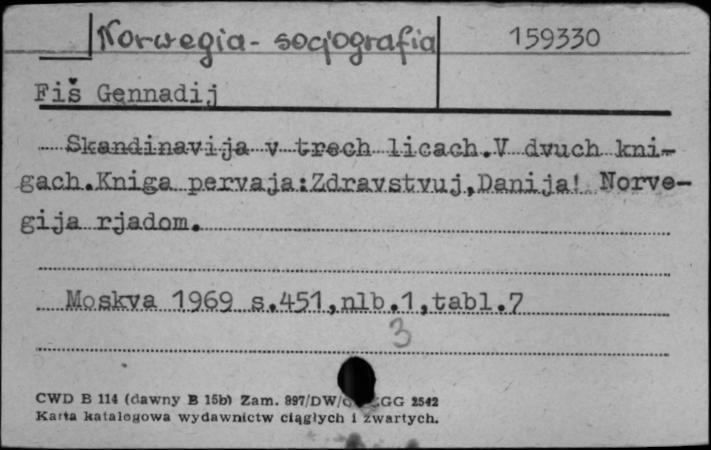 Norwegia - socjografia 159330
Fiš Gennadij
Skandinavija v trech licach.V dvuch kni-
gach.Kniga pervaja:Zdravstvuj,Danija! Norve-
gija rjadom.
Moskva 1969 s.451,nlb.1,tabl.7
3
CWD B 114 (dawny B 15b) Zam. 897/DW/ GG 2542
Karta katalogowa wydawnictw ciągłych i zwartych.